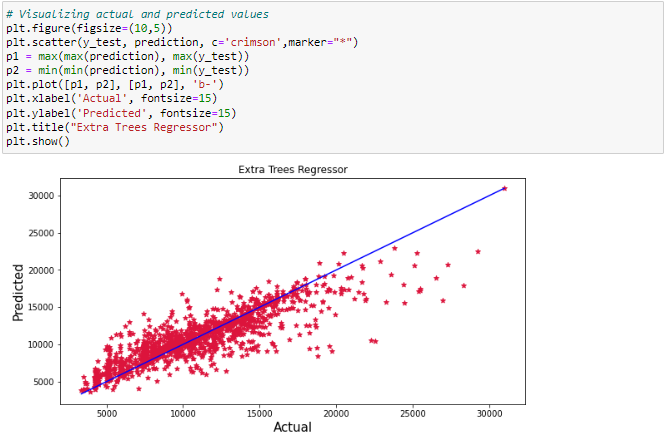 # Visualizing actual and predicted values
plt.figure(figsize=(10,5))
plt.scatter(y_test, prediction, c='crimson',marker="*")
p1 = max(max(prediction), max(y_test))
p2 = min(min(prediction), min(y_test))
plt.plot([p1, p2], [p1, p2], 'b-')
plt.xlabel('Actual', fontsize=15)
plt.ylabel('Predicted', fontsize=15)
plt.title("Extra Trees Regressor")
plt.show()
Extra Trees Regressor
30000
25000
20000
15000
10000
5000
Predicted
5000 10000 15000 20000 25000 30000
Actual